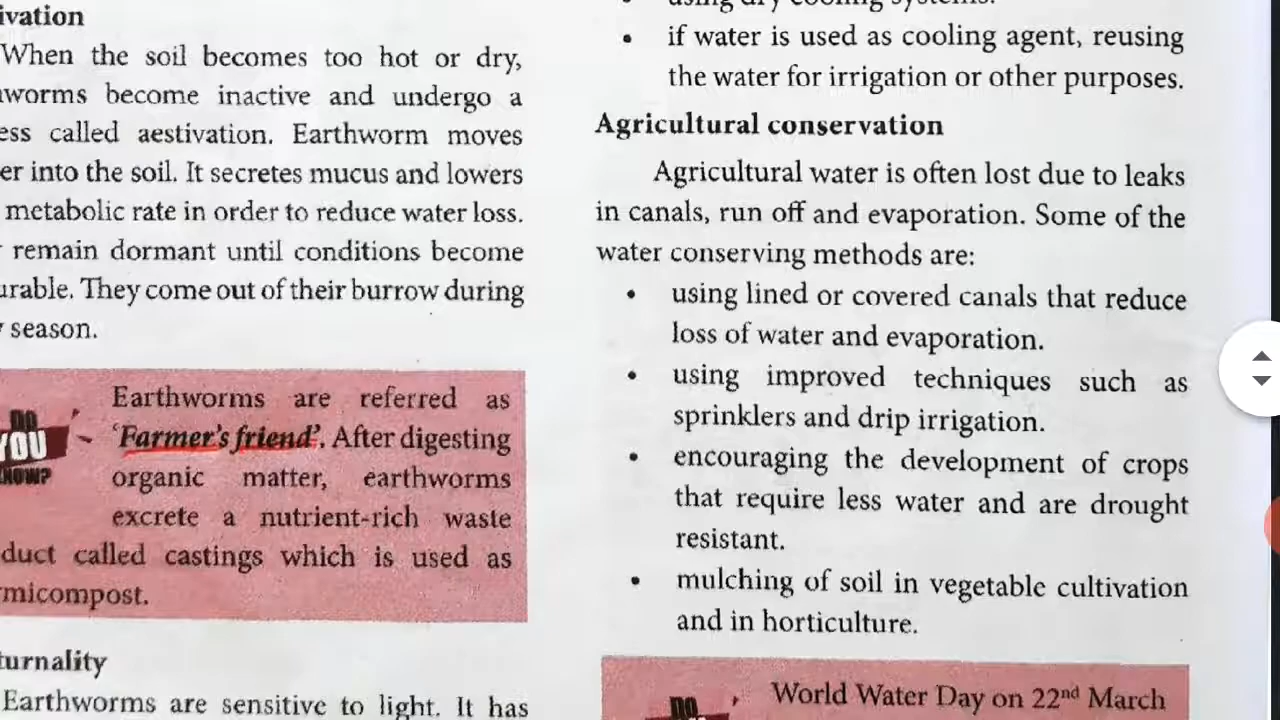 ivation
When the soil becomes too hot or dry,
worms become inactive and undergo a
ess called aestivation. Earthworm moves
er into the soil. It secretes mucus and lowers
metabolic rate in order to reduce water loss.
remain dormant until conditions become
urable. They come out of their burrow during
season.
DO
YOU
KNOW?
Earthworms are referred as
‘Farmer’s friend’. After digesting
organic matter, earthworms
excrete a nutrient-rich waste
duct called castings which is used as
micompost.
turnality
Earthworms are sensitive to light. It has
using dry cooling systems.
• if water is used as cooling agent, reusing
the water for irrigation or other purposes.
Agricultural conservation
Agricultural water is often lost due to leaks
in canals, run off and evaporation. Some of the
water conserving methods are:
• using lined or covered canals that reduce
loss of water and evaporation.
• using improved techniques such as
sprinklers and drip irrigation.
• encouraging the development of crops
that require less water and are drought
resistant.
• mulching of soil in vegetable cultivation
and in horticulture.
DO
World Water Day on 22nd March